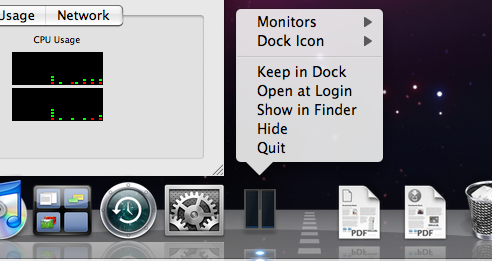 Usage
Network
CPU Usage
Monitors
Dock Icon
Keep in Dock
Open at Login
Show in Finder
Hide
Quit
PDF
PDF